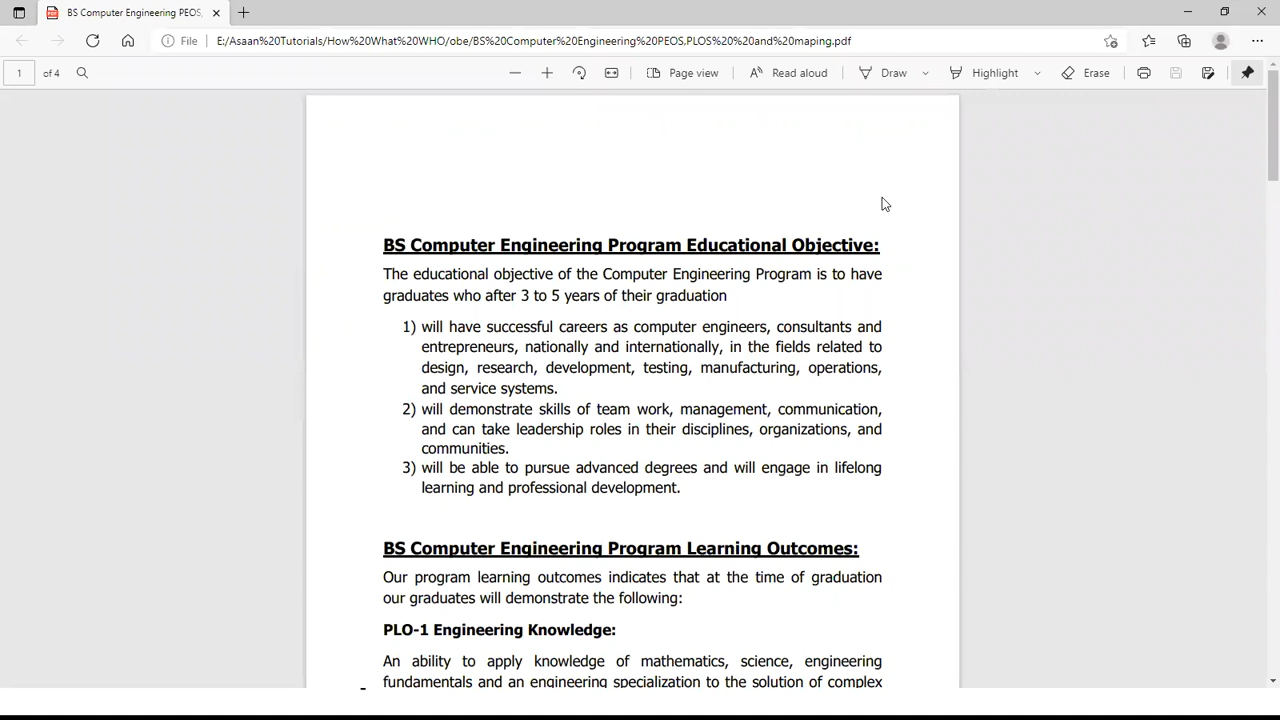 BS Computer Engineering PEOS,
File E:/Asaan%20Tutorials/How%20What%20WHO/obe/BS%20Computer%20Engineering%20PEOS,PLOS%20%20and%20maping.pdf
1 of 4 Page view Read aloud Draw Highlight Erase
BS Computer Engineering Program Educational Objective:
The educational objective of the Computer Engineering Program is to have
graduates who after 3 to 5 years of their graduation
1) will have successful careers as computer engineers, consultants and
entrepreneurs, nationally and internationally, in the fields related to
design, research, development, testing, manufacturing, operations,
and service systems.
2) will demonstrate skills of team work, management, communication,
and can take leadership roles in their disciplines, organizations, and
communities.
3) will be able to pursue advanced degrees and will engage in lifelong
learning and professional development.
BS Computer Engineering Program Learning Outcomes:
Our program learning outcomes indicates that at the time of graduation
our graduates will demonstrate the following:
PLO-1 Engineering Knowledge:
An ability to apply knowledge of mathematics, science, engineering
fundamentals and an engineering specialization to the solution of complex